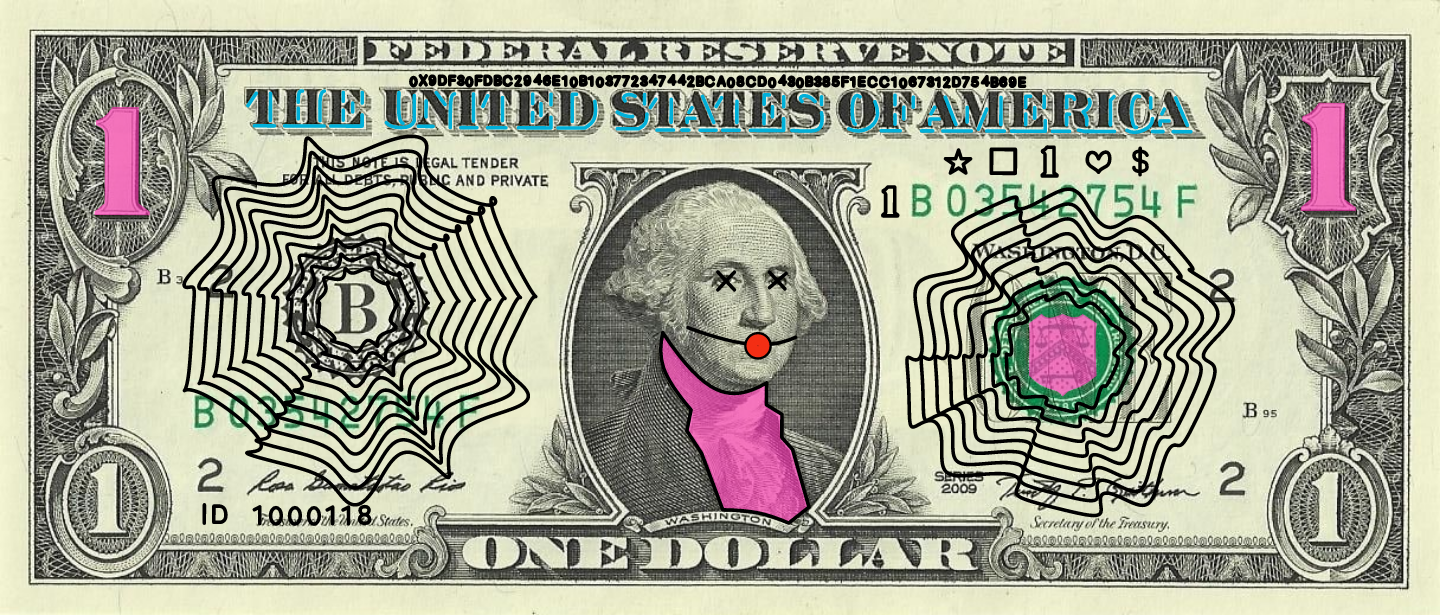 FEDERAL RESERVE NOTE
0X9DF30FDBC2946E10B103772347442BCA08CD0430B385F1ECC1067312D754B69E
THE UNITED STATES OF AMERICA
1
1
THIS NOTE IS LEGAL TENDER
FOR ALL DEBTS, PUBLIC AND PRIVATE
1 $
1 B 03542754 F
WASHINGTON, D.C.
B 3
2
2
B
B 03542754 F
B 95
2
SERIES
2009
2
ID 1000118
Treasurer of the United States.
Secretary of the Treasury.
WASHINGTON
1
1
ONE DOLLAR